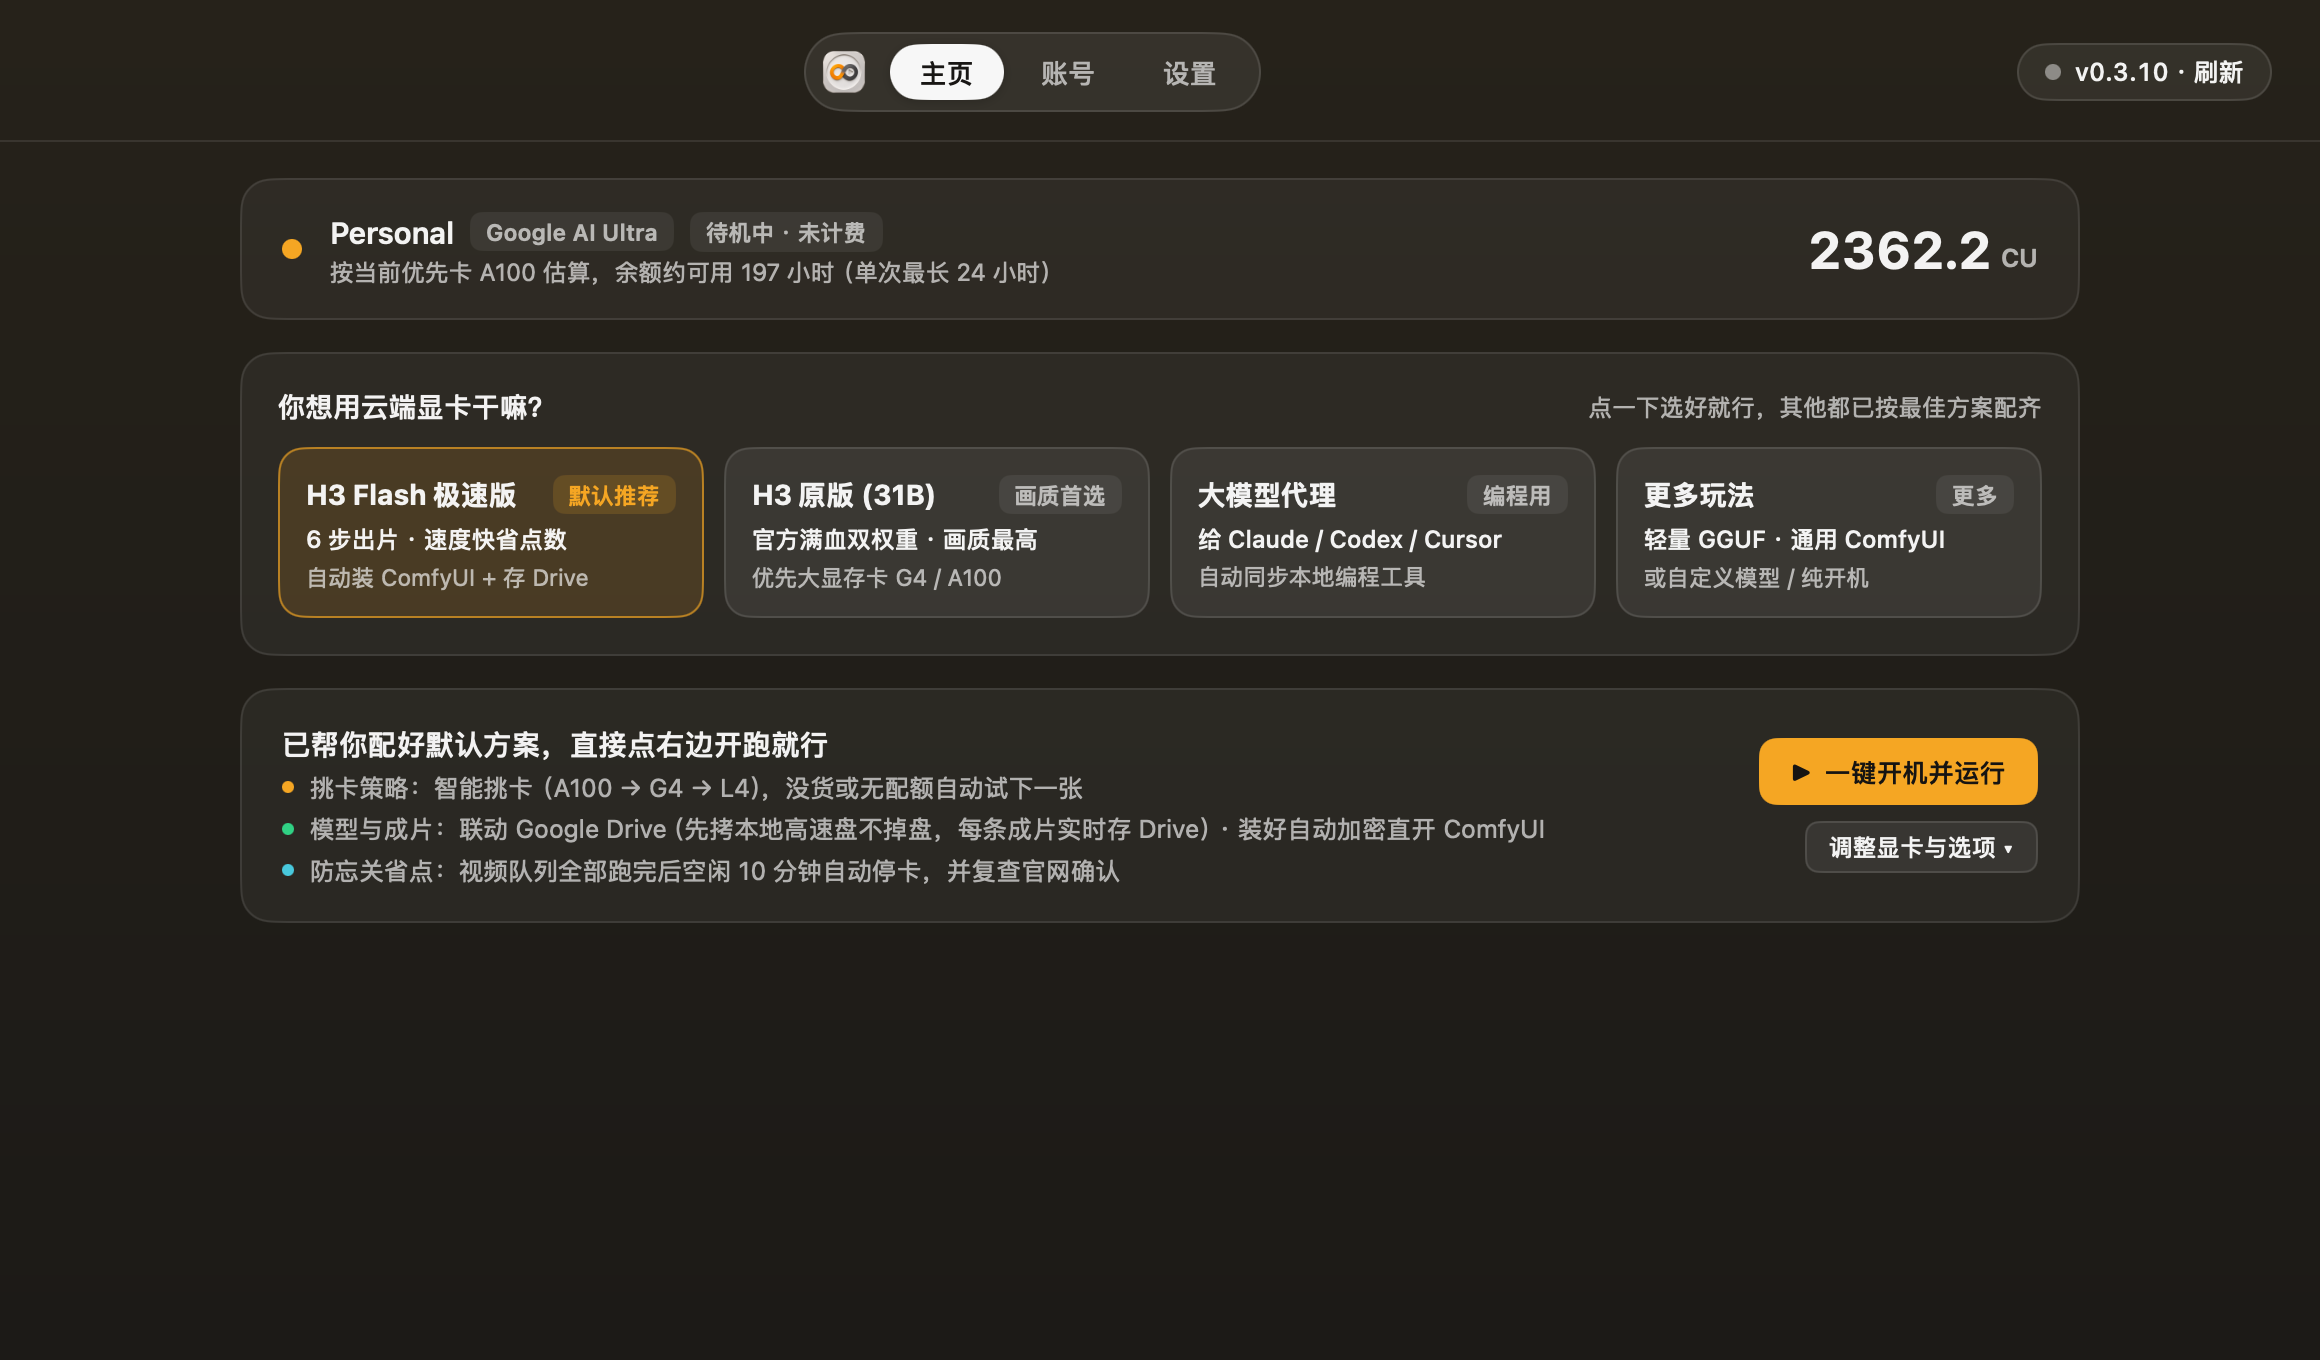 主页
账号
设置
v0.3.10 · 刷新
Personal
Google AI Ultra
待机中 · 未计费
按当前优先卡 A100 估算，余额约可用 197 小时（单次最长 24 小时）
2362.2 CU
你想用云端显卡干嘛？
点一下选好就行，其他都已按最佳方案配齐
H3 Flash 极速版
默认推荐
6 步出片 · 速度快省点数
自动装 ComfyUI + 存 Drive
H3 原版 (31B)
画质首选
官方满血双权重 · 画质最高
优先大显存卡 G4 / A100
大模型代理
编程用
给 Claude / Codex / Cursor
自动同步本地编程工具
更多玩法
更多
轻量 GGUF · 通用 ComfyUI
或自定义模型 / 纯开机
已帮你配好默认方案，直接点右边开跑就行
挑卡策略：智能挑卡（A100 → G4 → L4），没货或无配额自动试下一张
模型与成片：联动 Google Drive (先拷本地高速盘不掉盘，每条成片实时存 Drive) · 装好自动加密直开 ComfyUI
防忘关省点：视频队列全部跑完后空闲 10 分钟自动停卡，并复查官网确认
▶ 一键开机并运行
调整显卡与选项 ▾